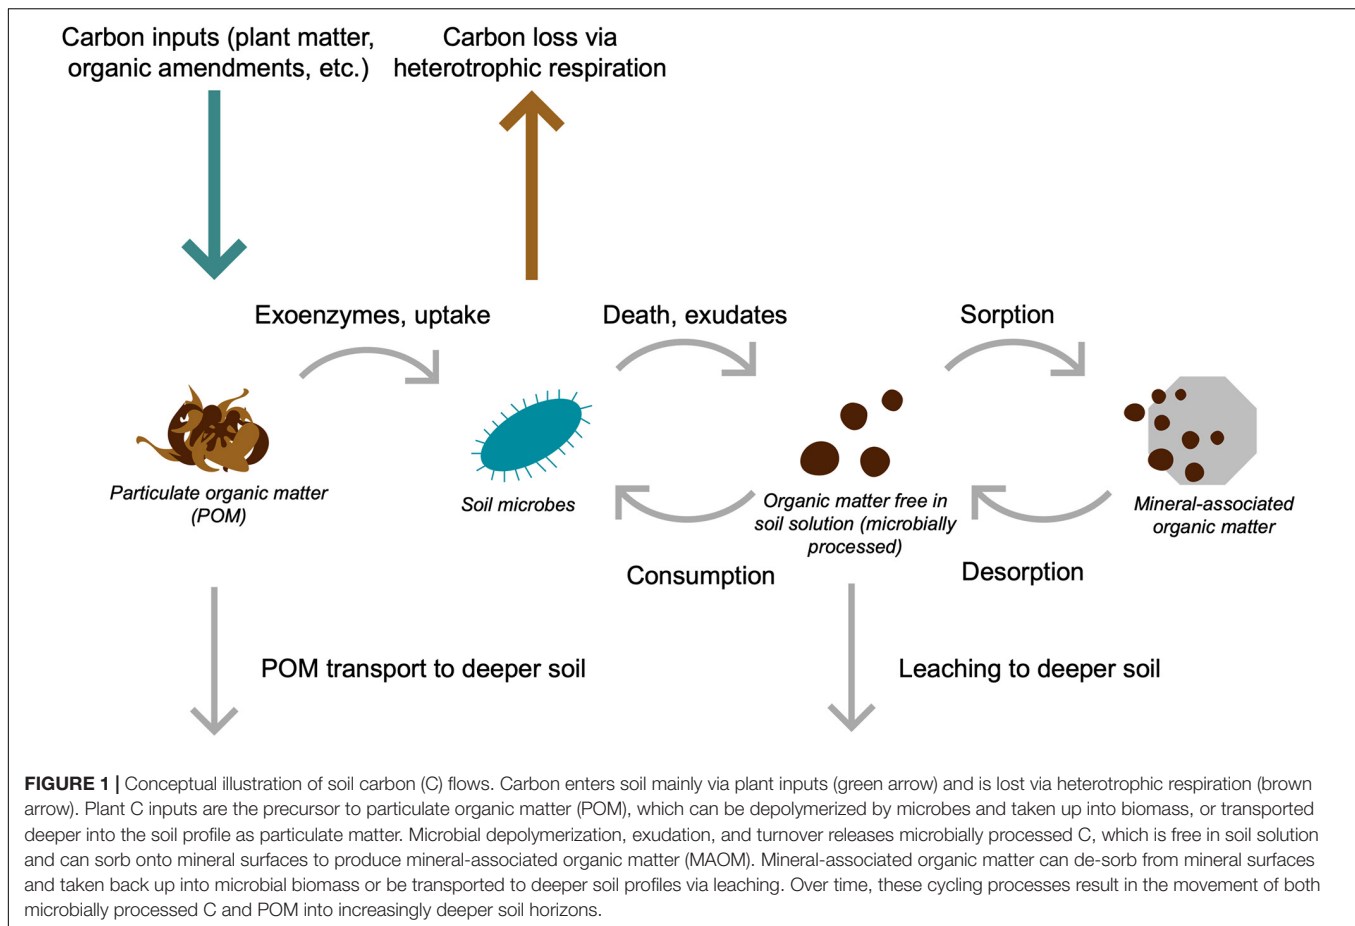 Carbon inputs (plant matter,
organic amendments, etc.)
Carbon loss via
heterotrophic respiration
Exoenzymes, uptake
Death, exudates
Sorption
Particulate organic matter
(POM)
Soil microbes
Organic matter free in
soil solution (microbially
processed)
Mineral-associated
organic matter
Consumption
Desorption
POM transport to deeper soil
Leaching to deeper soil
FIGURE 1 | Conceptual illustration of soil carbon (C) flows. Carbon enters soil mainly via plant inputs (green arrow) and is lost via heterotrophic respiration (brown
arrow). Plant C inputs are the precursor to particulate organic matter (POM), which can be depolymerized by microbes and taken up into biomass, or transported
deeper into the soil profile as particulate matter. Microbial depolymerization, exudation, and turnover releases microbially processed C, which is free in soil solution
and can sorb onto mineral surfaces to produce mineral-associated organic matter (MAOM). Mineral-associated organic matter can de-sorb from mineral surfaces
and taken back up into microbial biomass or be transported to deeper soil profiles via leaching. Over time, these cycling processes result in the movement of both
microbially processed C and POM into increasingly deeper soil horizons.